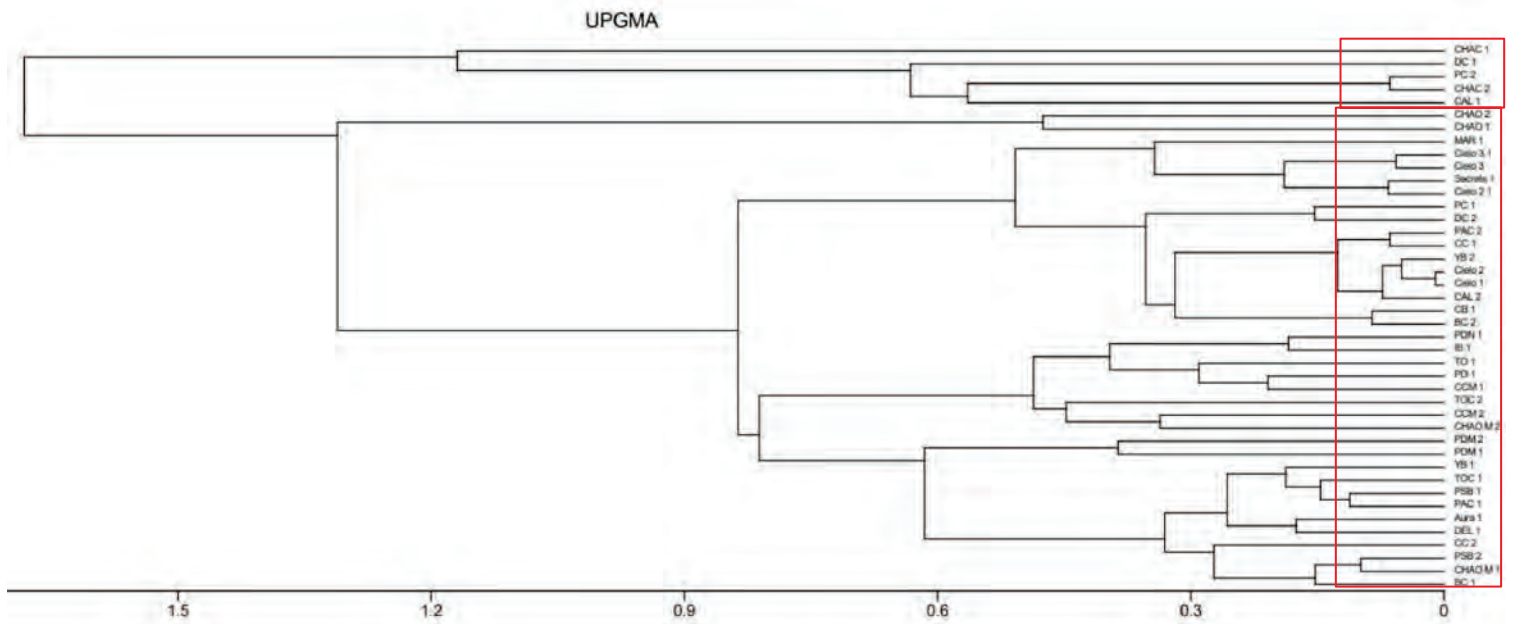 UPGMA
CHAC 1
DC 1
PC 2
CHAC 2
CAL 1
CHAO 2
CHAO 1
MAR 1
Cielo 3.1
Cielo 3
Secreto 1
Cielo 2.1
PC 1
DC 2
PAC 2
CC 1
YB 2
Cielo 2
Cielo 1
CAL 2
CB 1
BC 2
PDN 1
IB 1
TO 1
PD 1
CCM 1
TOC 2
CCM 2
CHAO.M 2
PDM 2
PDM 1
YB 1
TOC 1
PSB 1
PAC 1
Aura 1
DEL 1
CC 2
PSB 2
CHAO.M 1
BC 1
1.5 1.2 0.9 0.6 0.3 0